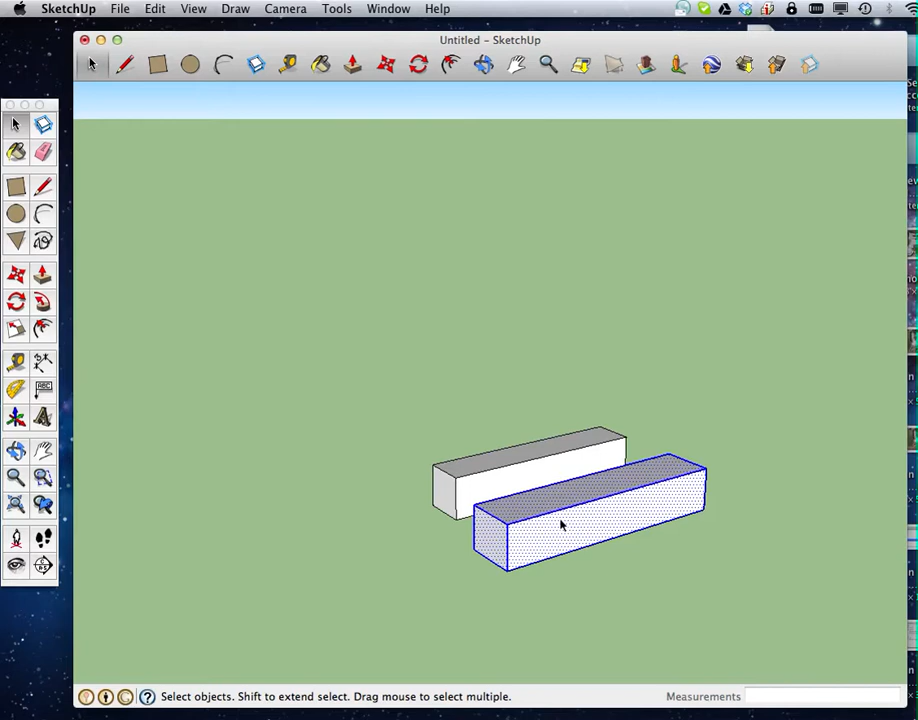 SketchUp File Edit View Draw Camera Tools Window Help
Untitled – SketchUp
ABC
Select objects. Shift to extend select. Drag mouse to select multiple.
Measurements